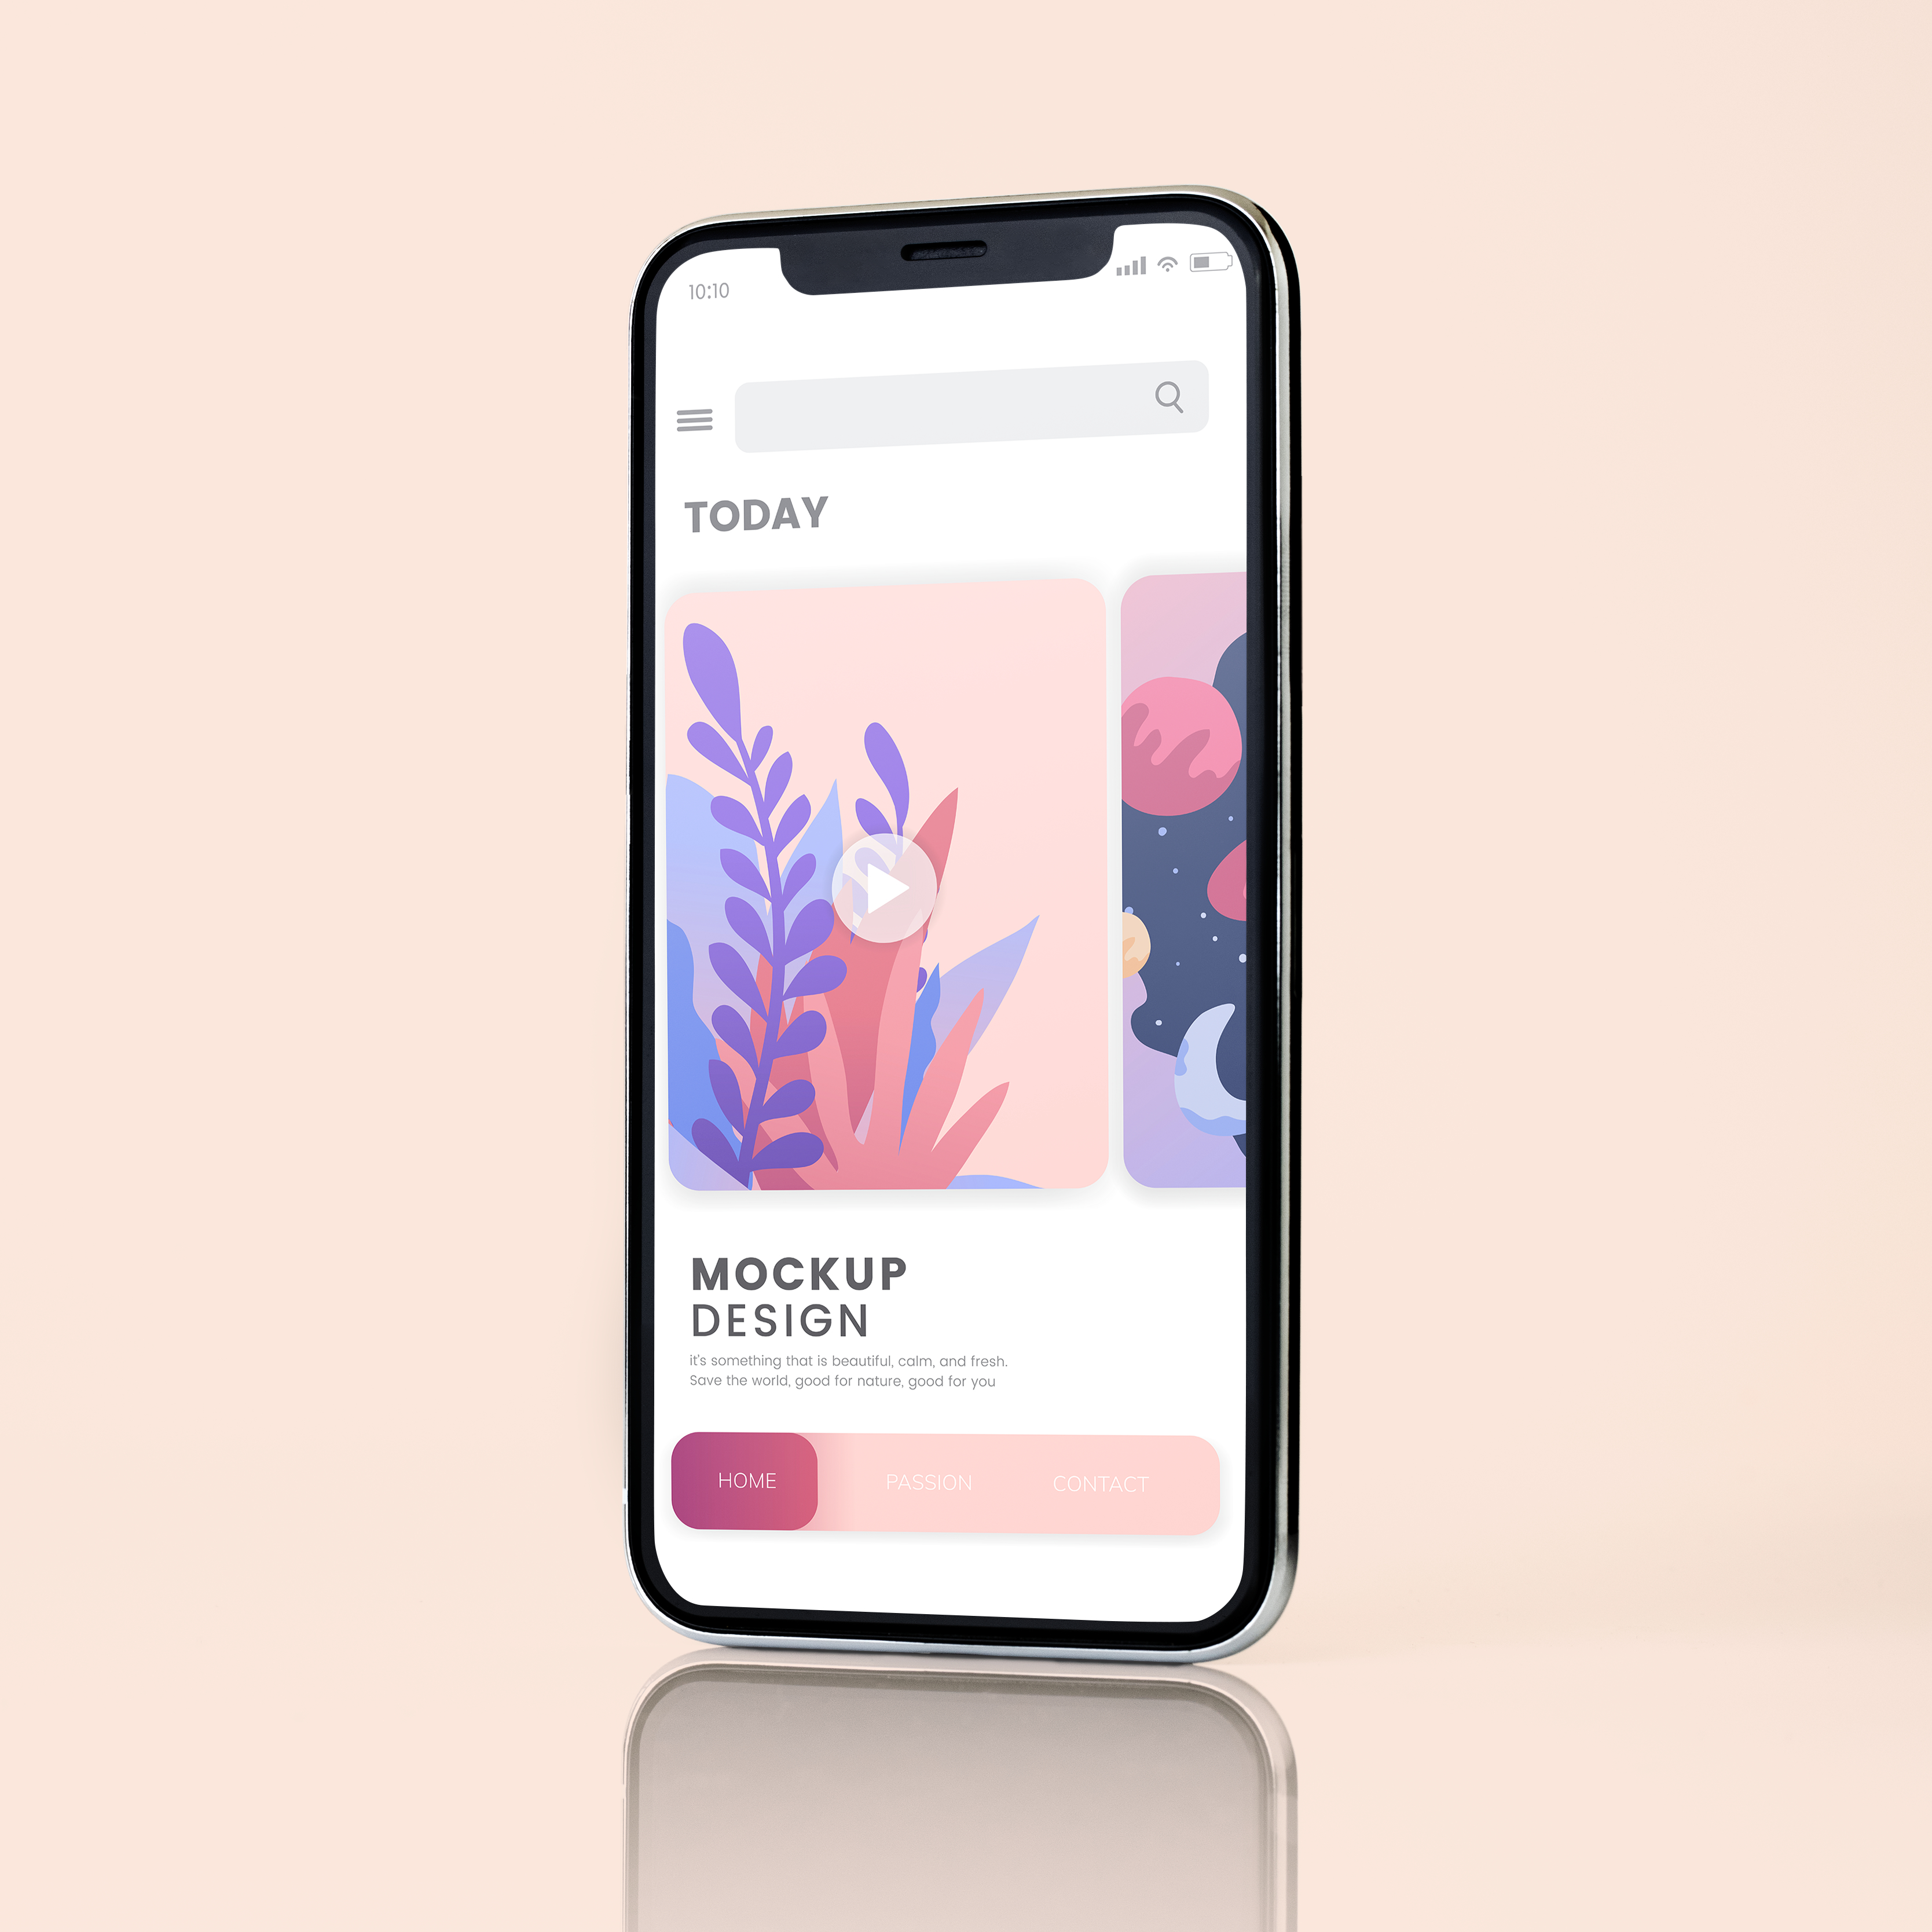 10:10
TODAY
MOCKUP
DESIGN
it's something that is beautiful, calm, and fresh.
Save the world, good for nature, good for you
HOME PASSION CONTACT